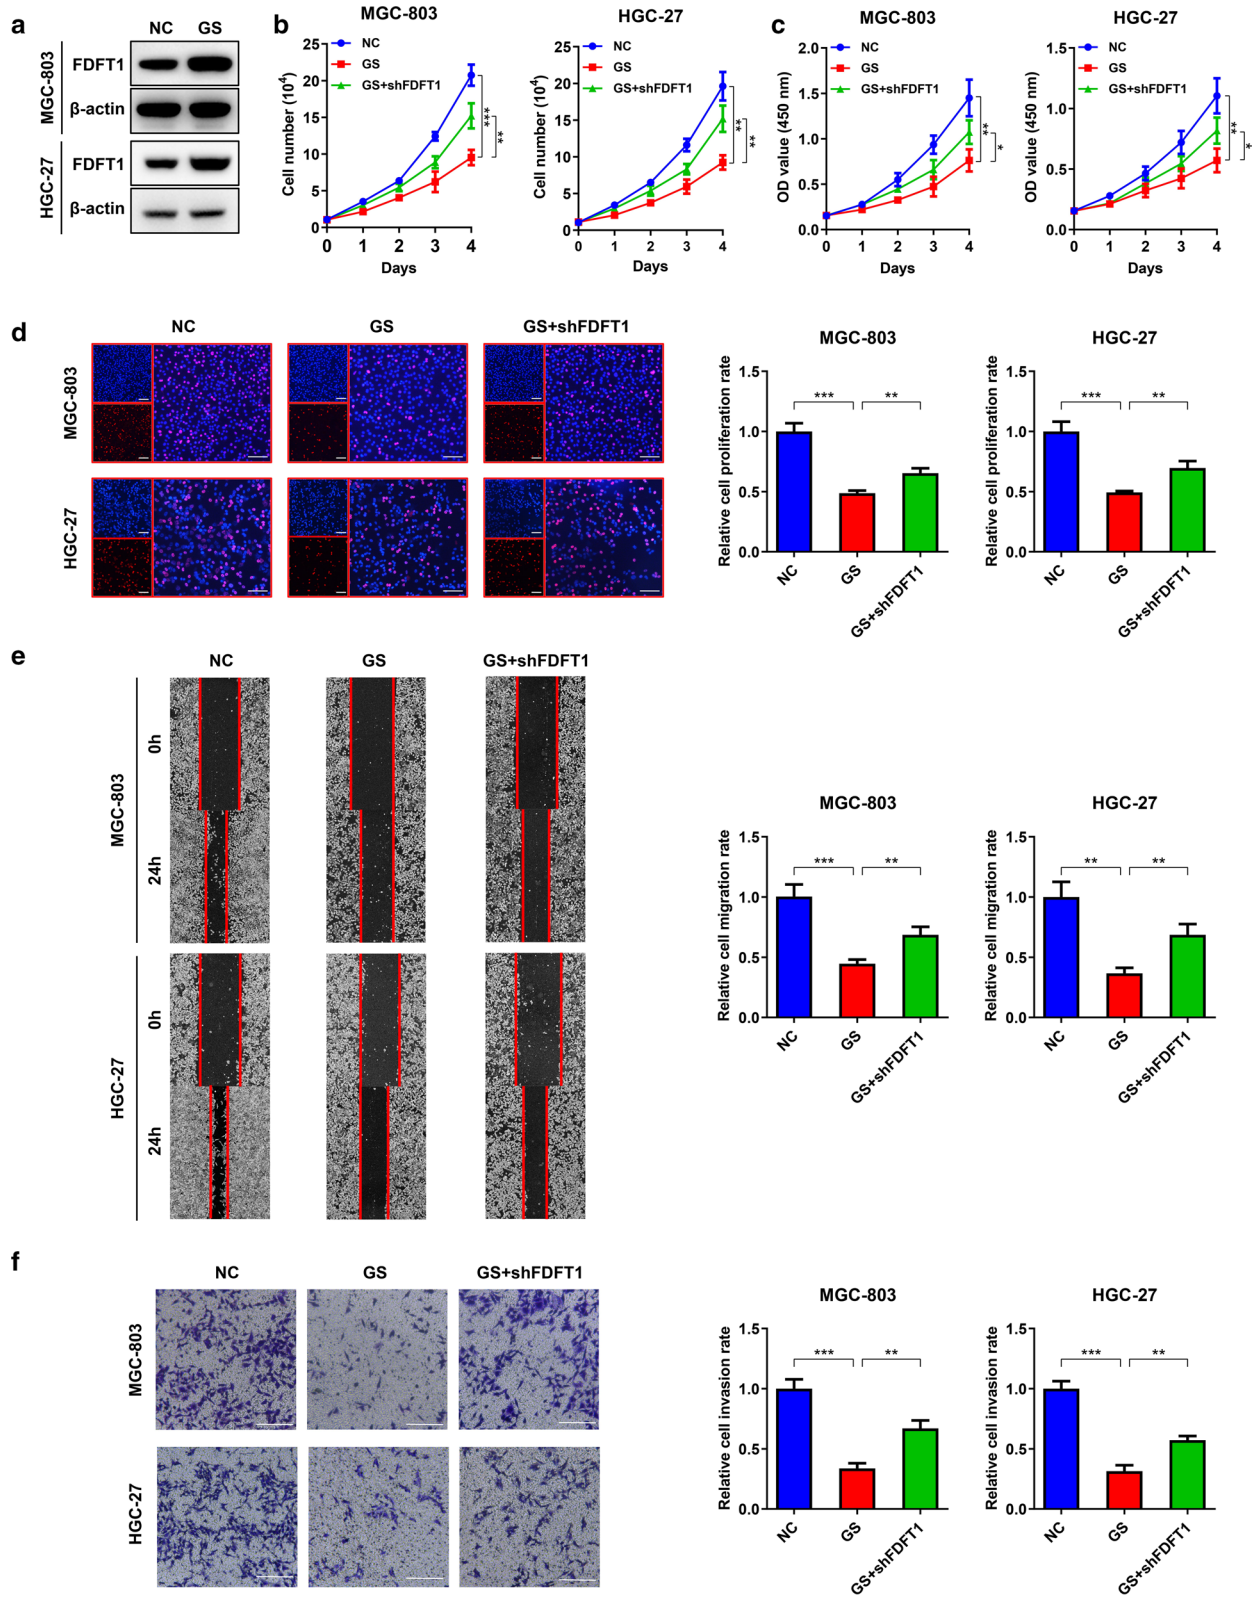 a
NC GS
MGC-803
FDFT1
β-actin
HGC-27
FDFT1
β-actin
b
MGC-803
NC
GS
GS+shFDFT1
Cell number (10⁴)
25
20
15
10
5
0
0 1 2 3 4
Days
***
**
HGC-27
NC
GS
GS+shFDFT1
Cell number (10⁴)
25
20
15
10
5
0
0 1 2 3 4
Days
**
**
c
MGC-803
NC
GS
GS+shFDFT1
OD value (450 nm)
2.0
1.5
1.0
0.5
0.0
0 1 2 3 4
Days
**
*
HGC-27
NC
GS
GS+shFDFT1
OD value (450 nm)
1.5
1.0
0.5
0.0
0 1 2 3 4
Days
**
*
d
NC GS GS+shFDFT1
MGC-803
HGC-27
MGC-803
Relative cell proliferation rate
1.5
1.0
0.5
0.0
*** **
NC GS GS+shFDFT1
HGC-27
Relative cell proliferation rate
1.5
1.0
0.5
0.0
*** **
NC GS GS+shFDFT1
e
NC GS GS+shFDFT1
MGC-803
0h
24h
HGC-27
0h
24h
MGC-803
Relative cell migration rate
1.5
1.0
0.5
0.0
*** **
NC GS GS+shFDFT1
HGC-27
Relative cell migration rate
1.5
1.0
0.5
0.0
** **
NC GS GS+shFDFT1
f
NC GS GS+shFDFT1
MGC-803
HGC-27
MGC-803
Relative cell invasion rate
1.5
1.0
0.5
0.0
*** **
NC GS GS+shFDFT1
HGC-27
Relative cell invasion rate
1.5
1.0
0.5
0.0
*** **
NC GS GS+shFDFT1